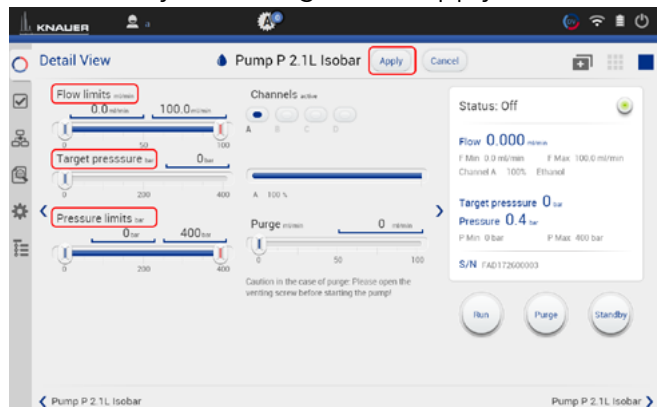 KNAUER a
Detail View
Pump P 2.1L Isobar
Apply
Cancel
Flow limits ml/min
0.0 ml/min 100.0 ml/min
0 50 100
Target presssure bar 0 bar
0 200 400
Pressure limits bar
0 bar 400 bar
0 200 400
Channels active
A B C D
A 100 %
Purge ml/min 0 ml/min
0 50 100
Caution in the case of purge: Please open the
venting screw before starting the pump!
Status: Off
Flow 0.000 ml/min
F Min 0.0 ml/min F Max 100.0 ml/min
Channel A 100% Ethanol
Target presssure 0 bar
Pressure 0.4 bar
P Min 0 bar P Max 400 bar
S/N FAD172600003
Run
Purge
Standby
Pump P 2.1L Isobar
Pump P 2.1L Isobar